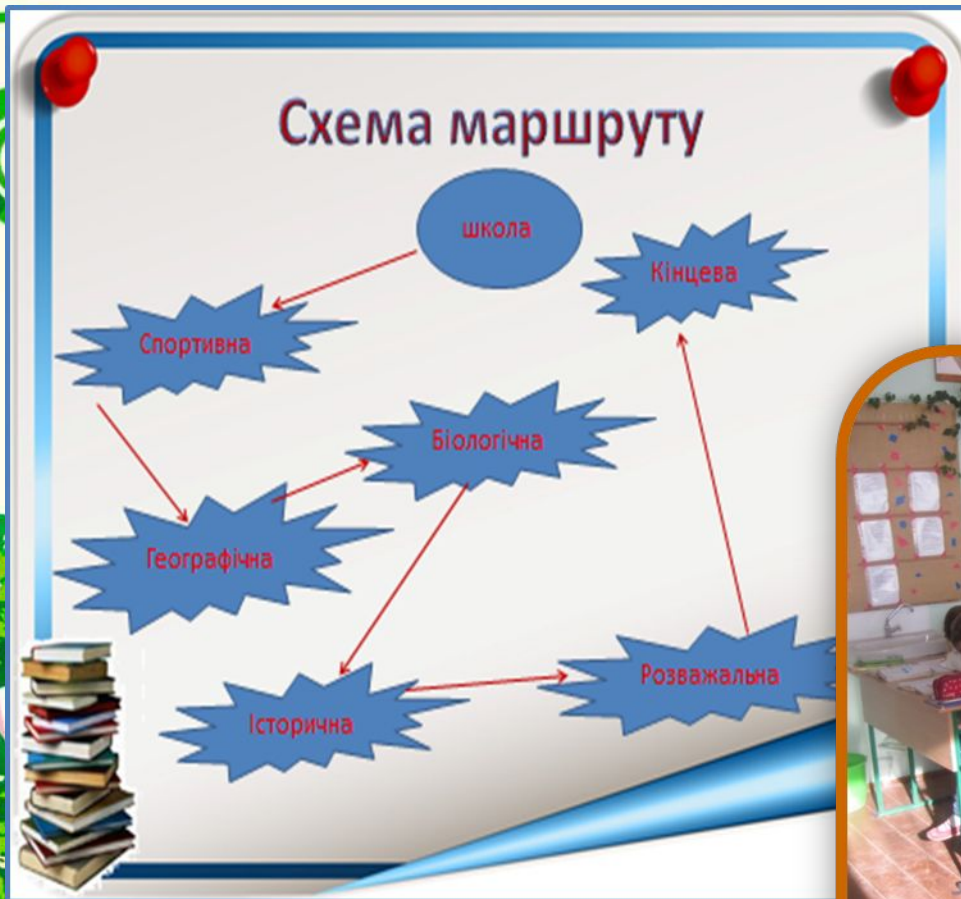 Схема маршруту
школа
Кінцева
Спортивна
Біологічна
Географічна
Розважальна
Історична